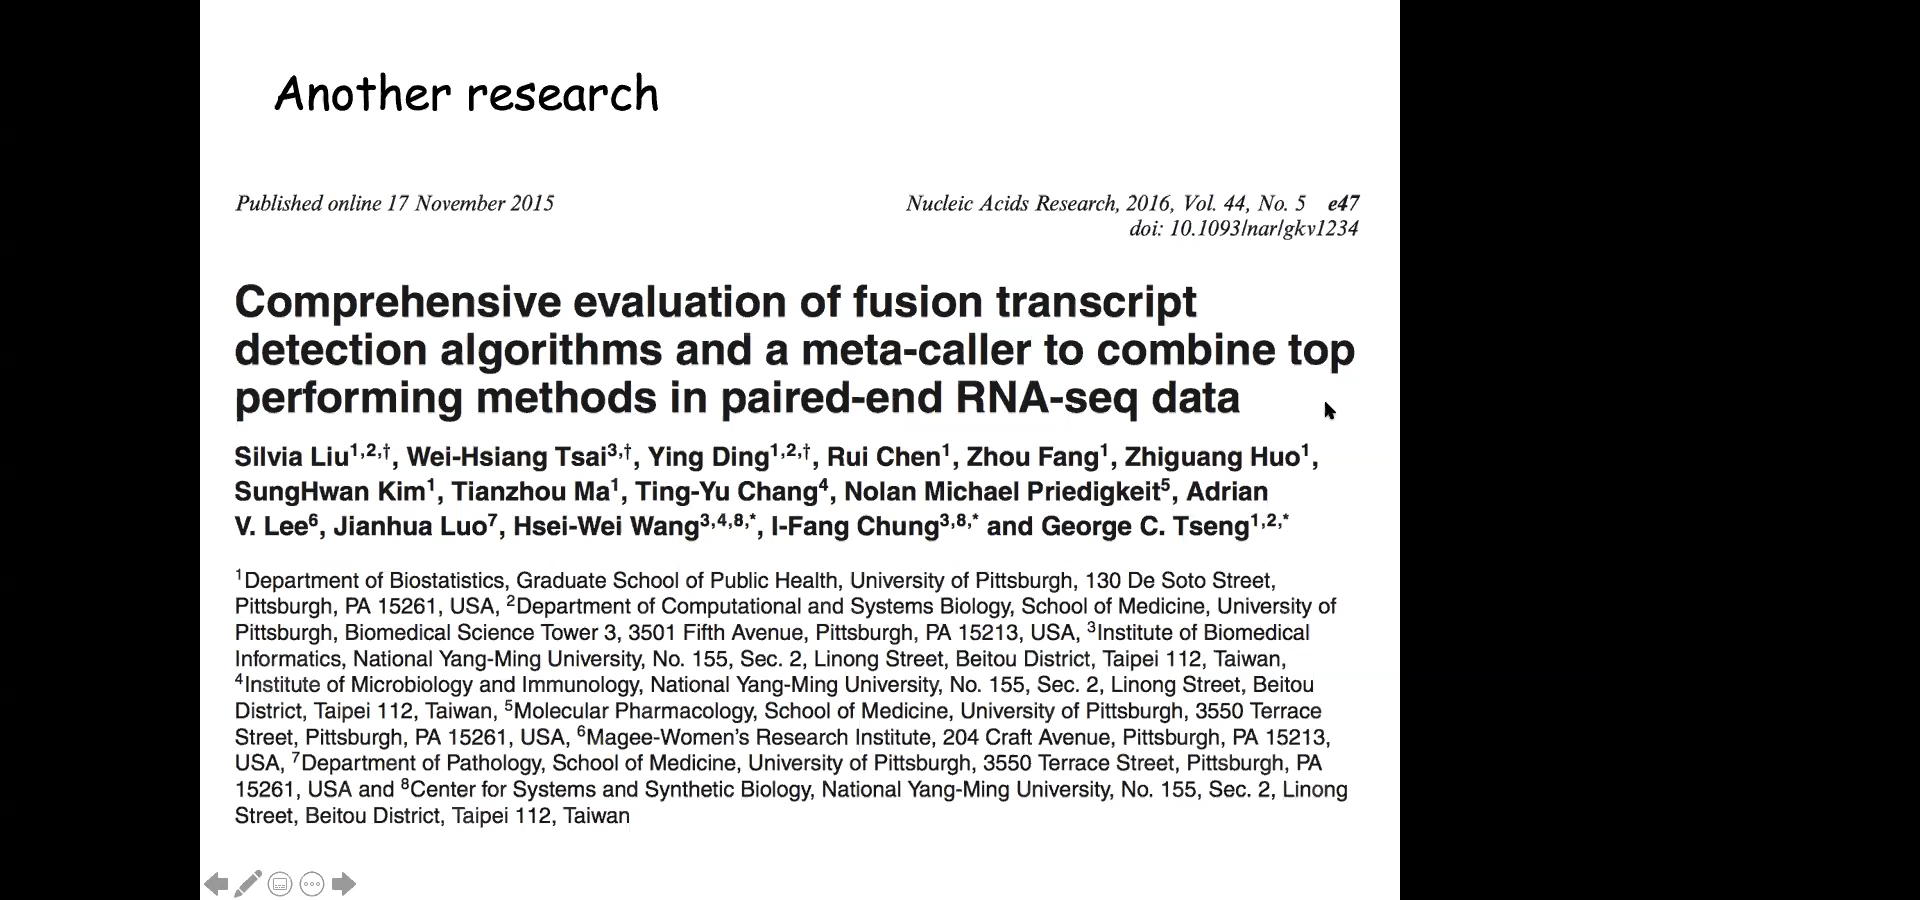 Another research
Published online 17 November 2015
Nucleic Acids Research, 2016, Vol. 44, No. 5 e47
doi: 10.1093/nar/gkv1234
Comprehensive evaluation of fusion transcript
detection algorithms and a meta-caller to combine top
performing methods in paired-end RNA-seq data
Silvia Liu1,2,†, Wei-Hsiang Tsai3,†, Ying Ding1,2,†, Rui Chen1, Zhou Fang1, Zhiguang Huo1,
SungHwan Kim1, Tianzhou Ma1, Ting-Yu Chang4, Nolan Michael Priedigkeit5, Adrian
V. Lee6, Jianhua Luo7, Hsei-Wei Wang3,4,8,*, I-Fang Chung3,8,* and George C. Tseng1,2,*
1Department of Biostatistics, Graduate School of Public Health, University of Pittsburgh, 130 De Soto Street,
Pittsburgh, PA 15261, USA, 2Department of Computational and Systems Biology, School of Medicine, University of
Pittsburgh, Biomedical Science Tower 3, 3501 Fifth Avenue, Pittsburgh, PA 15213, USA, 3Institute of Biomedical
Informatics, National Yang-Ming University, No. 155, Sec. 2, Linong Street, Beitou District, Taipei 112, Taiwan,
4Institute of Microbiology and Immunology, National Yang-Ming University, No. 155, Sec. 2, Linong Street, Beitou
District, Taipei 112, Taiwan, 5Molecular Pharmacology, School of Medicine, University of Pittsburgh, 3550 Terrace
Street, Pittsburgh, PA 15261, USA, 6Magee-Women's Research Institute, 204 Craft Avenue, Pittsburgh, PA 15213,
USA, 7Department of Pathology, School of Medicine, University of Pittsburgh, 3550 Terrace Street, Pittsburgh, PA
15261, USA and 8Center for Systems and Synthetic Biology, National Yang-Ming University, No. 155, Sec. 2, Linong
Street, Beitou District, Taipei 112, Taiwan